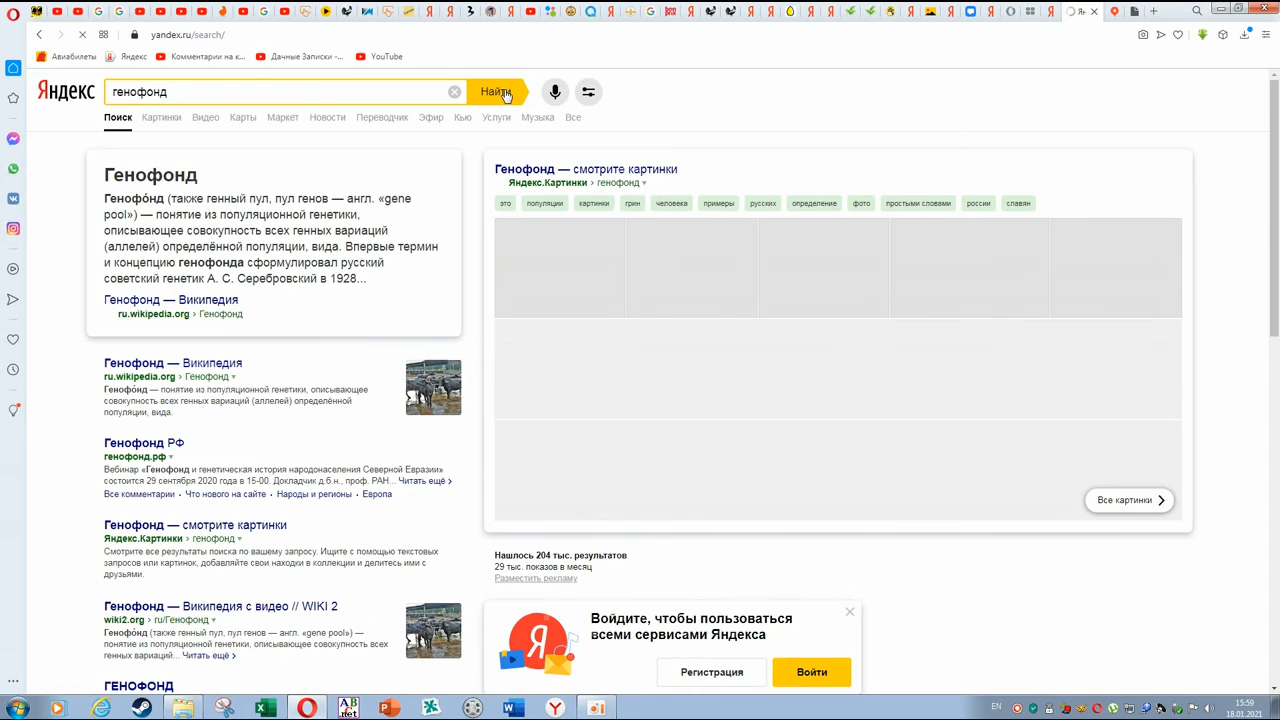 Ян
yandex.ru/search/
Авиабилеты
Яндекс
Комментарии на к...
Дачные Записки -...
YouTube
Яндекс
генофонд
Найти
Поиск
Картинки
Видео
Карты
Маркет
Новости
Переводчик
Эфир
Кью
Услуги
Музыка
Все
Генофонд
Генофо́нд (также генный пул, пул генов — англ. «gene
pool») — понятие из популяционной генетики,
описывающее совокупность всех генных вариаций
(аллелей) определённой популяции, вида. Впервые термин
и концепцию генофонда сформулировал русский
советский генетик А. С. Серебровский в 1928...
Генофонд — Википедия
ru.wikipedia.org › Генофонд
Генофонд — Википедия
ru.wikipedia.org › Генофонд
Генофо́нд — понятие из популяционной генетики, описывающее
совокупность всех генных вариаций (аллелей) определённой
популяции, вида.
Генофонд РФ
генофонд.рф
Вебинар «Генофонд и генетическая история народонаселения Северной Евразии»
состоится 29 сентября 2020 года в 15-00. Докладчик д.б.н., проф. РАН... Читать ещё ›
Все комментарии · Что нового на сайте · Народы и регионы · Европа
Генофонд — смотрите картинки
Яндекс.Картинки › генофонд
Смотрите все результаты поиска по вашему запросу. Ищите с помощью текстовых
запросов или картинок, добавляйте свои находки в коллекции и делитесь ими с
друзьями.
Генофонд — Википедия с видео // WIKI 2
wiki2.org › ru/Генофонд
Генофо́нд (также генный пул, пул генов — англ. «gene pool») —
понятие из популяционной генетики, описывающее совокупность всех
генных вариаций... Читать ещё ›
ГЕНОФОНД
Генофонд — смотрите картинки
Яндекс.Картинки › генофонд
это
популяции
картинки
грин
человека
примеры
русских
определение
фото
простыми словами
россии
славян
Все картинки
Нашлось 204 тыс. результатов
29 тыс. показов в месяц
Разместить рекламу
Войдите, чтобы пользоваться
всеми сервисами Яндекса
Регистрация
Войти
EN
15:59
18.01.2021